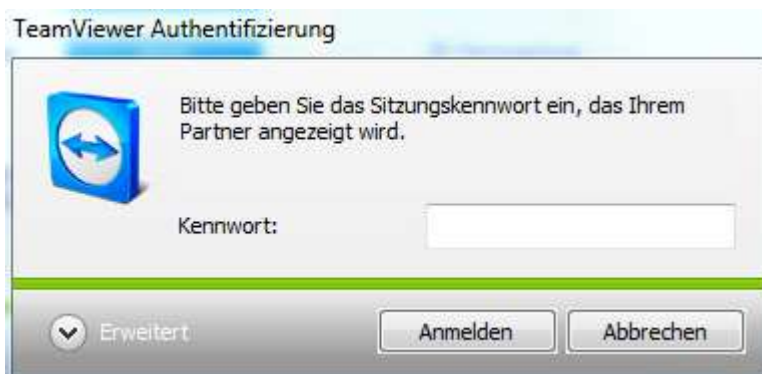 TeamViewer Authentifizierung
Bitte geben Sie das Sitzungskennwort ein, das Ihrem
Partner angezeigt wird.
Kennwort:
Erweitert
Anmelden
Abbrechen